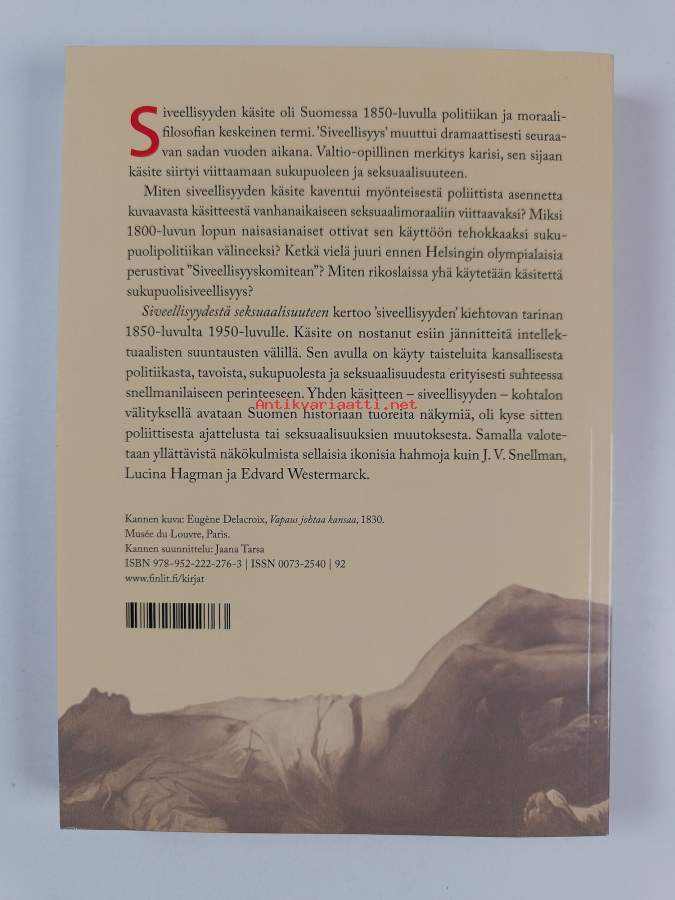 Siveellisyyden käsite oli Suomessa 1850-luvulla politiikan ja moraali-
filosofian keskeinen termi. 'Siveellisyys' muuttui dramaattisesti seuraa-
van sadan vuoden aikana. Valtio-opillinen merkitys karisi, sen sijaan
käsite siirtyi viittaamaan sukupuoleen ja seksuaalisuuteen.
Miten siveellisyyden käsite kaventui myönteisestä poliittista asennetta
kuvaavasta käsitteestä vanhanaikaiseen seksuaalimoraaliin viittaavaksi? Miksi
1800-luvun lopun naisasianaiset ottivat sen käyttöön tehokkaaksi suku-
puolipolitiikan välineeksi? Ketkä vielä juuri ennen Helsingin olympialaisia
perustivat "Siveellisyyskomitean"? Miten rikoslaissa yhä käytetään käsitettä
sukupuolisiveellisyys?
Siveellisyydestä seksuaalisuuteen kertoo 'siveellisyyden' kiehtovan tarinan
1850-luvulta 1950-luvulle. Käsite on nostanut esiin jännitteitä intellek-
tuaalisten suuntausten välillä. Sen avulla on käyty taisteluita kansallisesta
politiikasta, tavoista, sukupuolesta ja seksuaalisuudesta erityisesti suhteessa
snellmanilaiseen perinteeseen. Yhden käsitteen – siveellisyyden – kohtalon
Antikvariaatti.net
välityksellä avataan Suomen historiaan tuoreita näkymiä, oli kyse sitten
poliittisesta ajattelusta tai seksuaalisuuksien muutoksesta. Samalla valote-
taan yllättävistä näkökulmista sellaisia ikonisia hahmoja kuin J. V. Snellman,
Lucina Hagman ja Edvard Westermarck.
Kannen kuva: Eugène Delacroix, Vapaus johtaa kansaa, 1830.
Musée du Louvre, Paris.
Kannen suunnittelu: Jaana Tarsa
ISBN 978-952-222-276-3 | ISSN 0073-2540 | 92
www.finlit.fi/kirjat